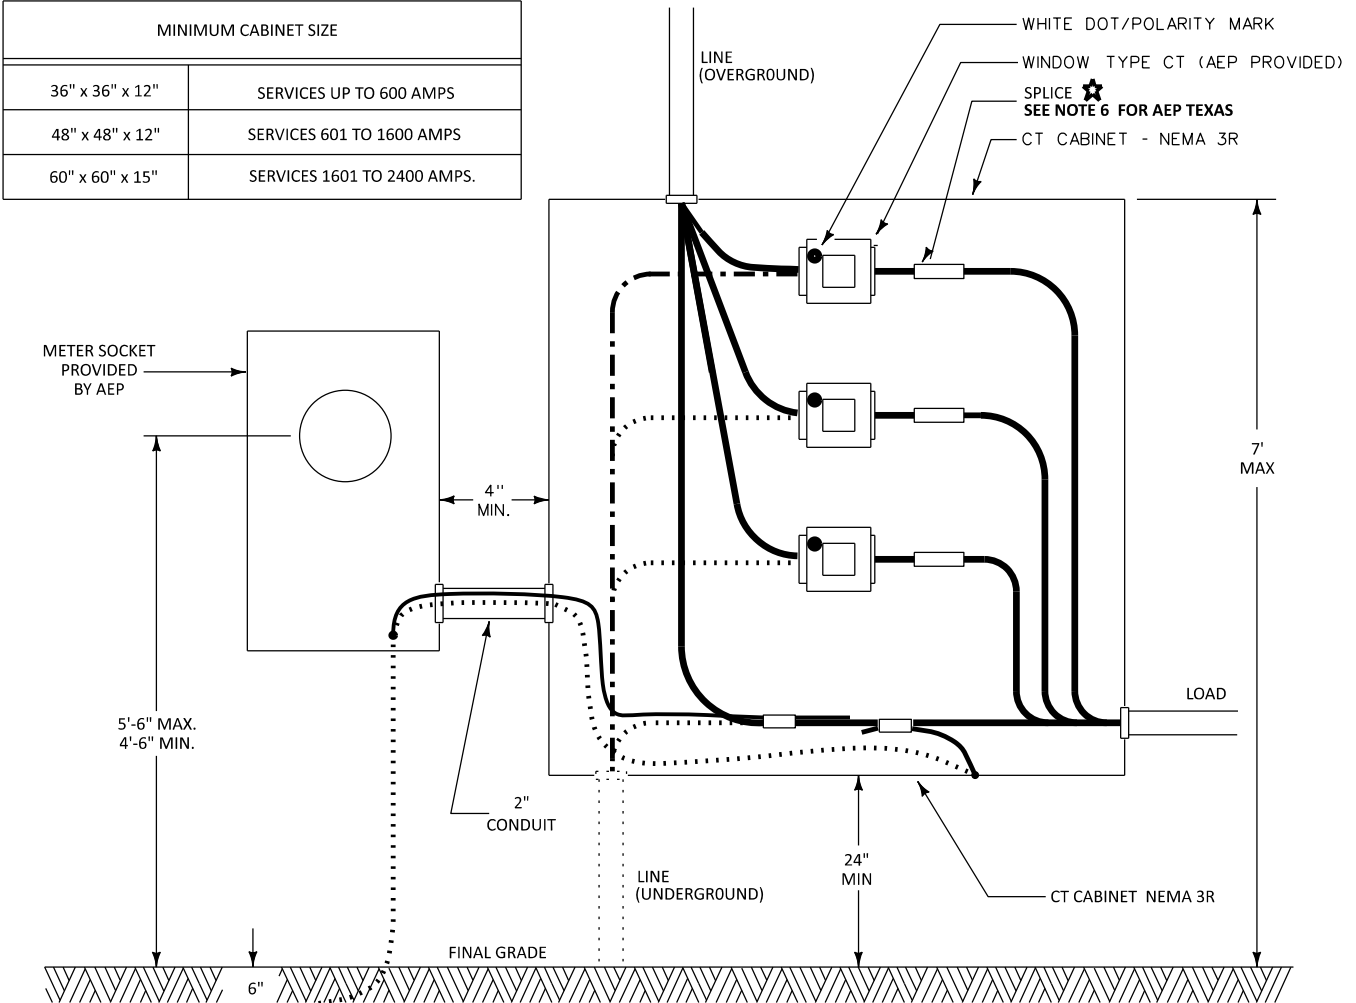 MINIMUM CABINET SIZE
36" x 36" x 12" SERVICES UP TO 600 AMPS
48" x 48" x 12" SERVICES 601 TO 1600 AMPS
60" x 60" x 15" SERVICES 1601 TO 2400 AMPS.
LINE
(OVERGROUND)
WHITE DOT/POLARITY MARK
WINDOW TYPE CT (AEP PROVIDED)
SPLICE
SEE NOTE 6 FOR AEP TEXAS
CT CABINET - NEMA 3R
METER SOCKET
PROVIDED
BY AEP
4"
MIN.
7'
MAX
LOAD
5'-6" MAX.
4'-6" MIN.
2"
CONDUIT
24"
MIN
LINE
(UNDERGROUND)
CT CABINET NEMA 3R
FINAL GRADE
6"